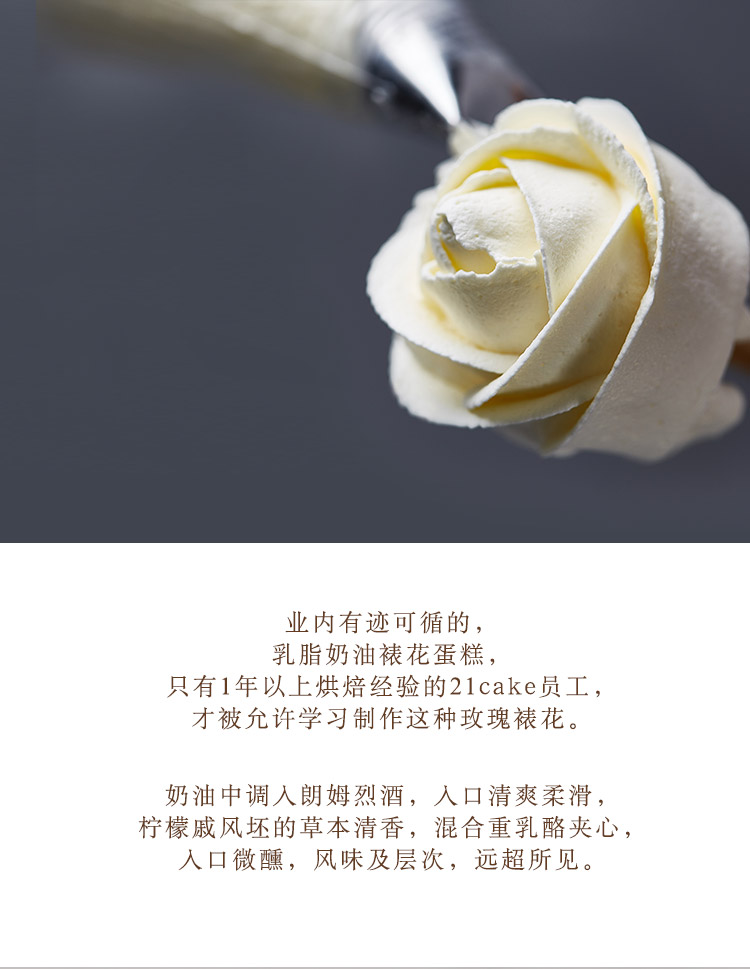 业内有迹可循的，
乳脂奶油裱花蛋糕，
只有1年以上烘焙经验的21cake员工，
才被允许学习制作这种玫瑰裱花。
奶油中调入朗姆烈酒，入口清爽柔滑，
柠檬戚风坯的草本清香，混合重乳酪夹心，
入口微醺，风味及层次，远超所见。